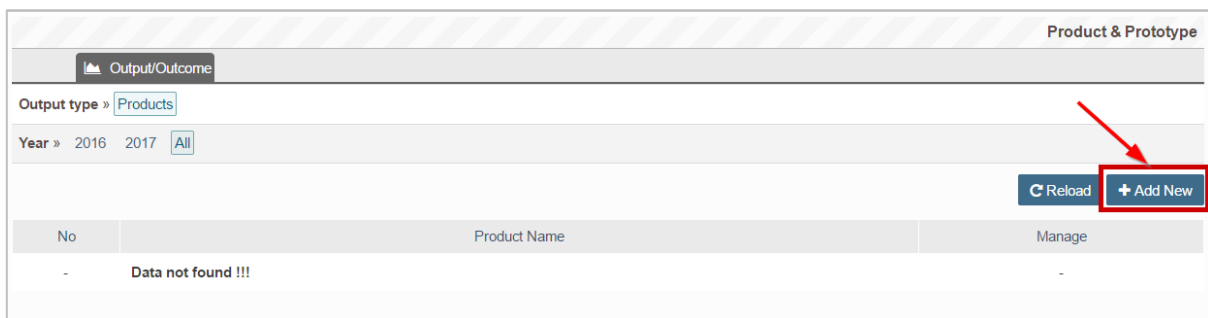 Product & Prototype
Output/Outcome
Output type » Products
Year » 2016 2017 All
Reload + Add New
No Product Name Manage
- Data not found !!! -